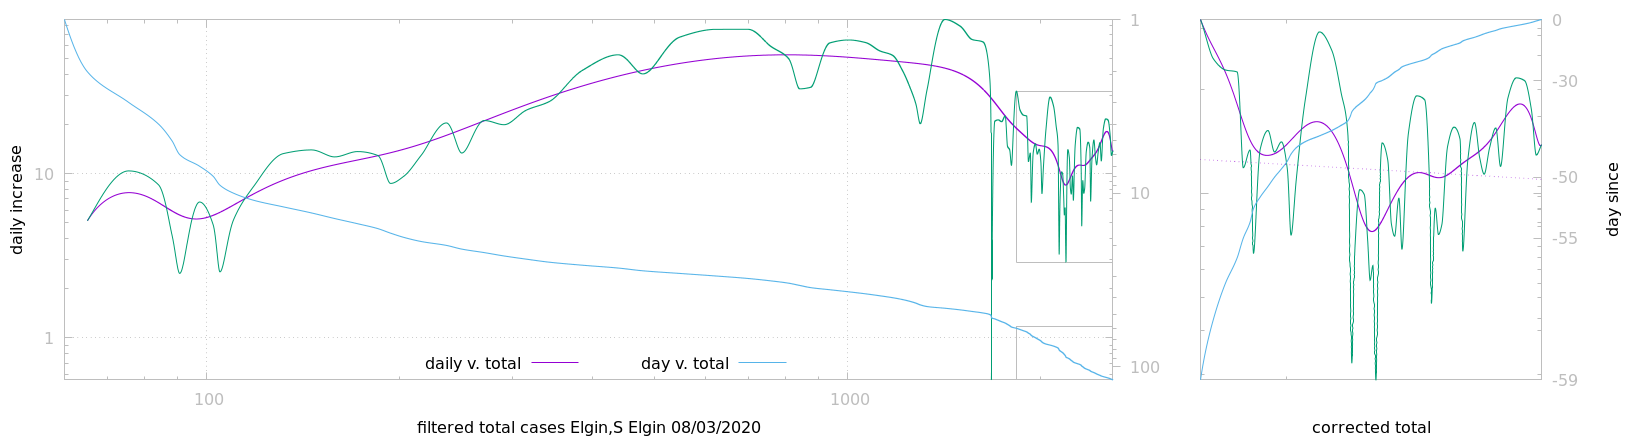 daily increase
10
1
100
1000
daily v. total
day v. total
filtered total cases Elgin,S Elgin 08/03/2020
1
10
100
0
-30
-50
-55
-59
day since
corrected total